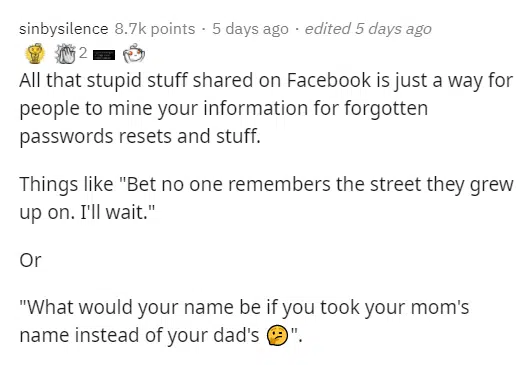 sinbysilence 8.7k points · 5 days ago · edited 5 days ago
2
All that stupid stuff shared on Facebook is just a way for
people to mine your information for forgotten
passwords resets and stuff.
Things like "Bet no one remembers the street they grew
up on. I'll wait."
Or
"What would your name be if you took your mom's
name instead of your dad's 🤔".